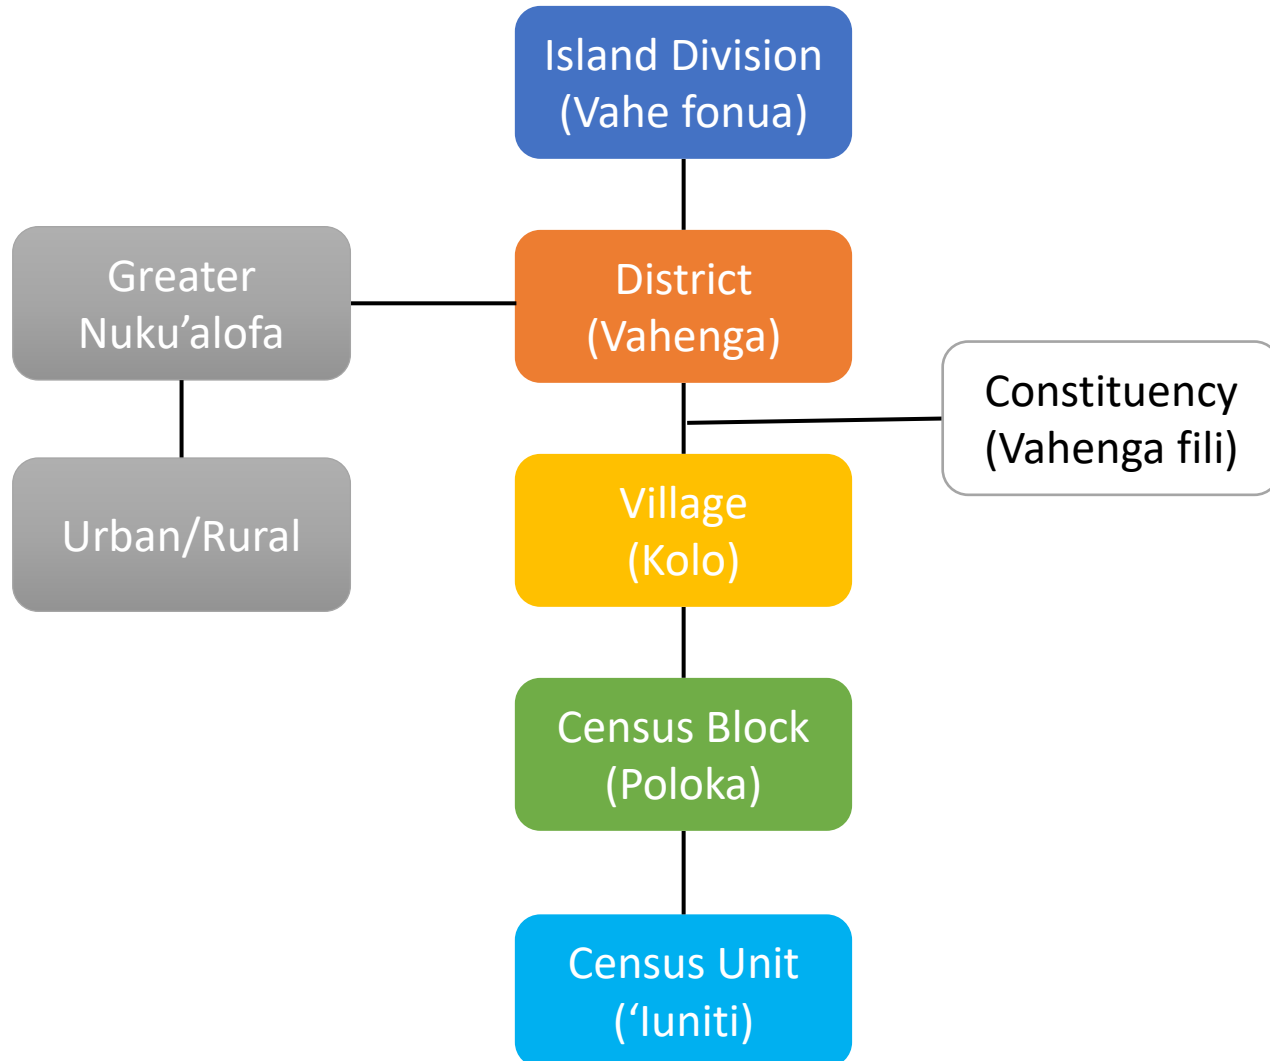 Island Division
(Vahe fonua)
Greater
Nuku’alofa
District
(Vahenga)
Constituency
(Vahenga fili)
Urban/Rural
Village
(Kolo)
Census Block
(Poloka)
Census Unit
(‘Iuniti)